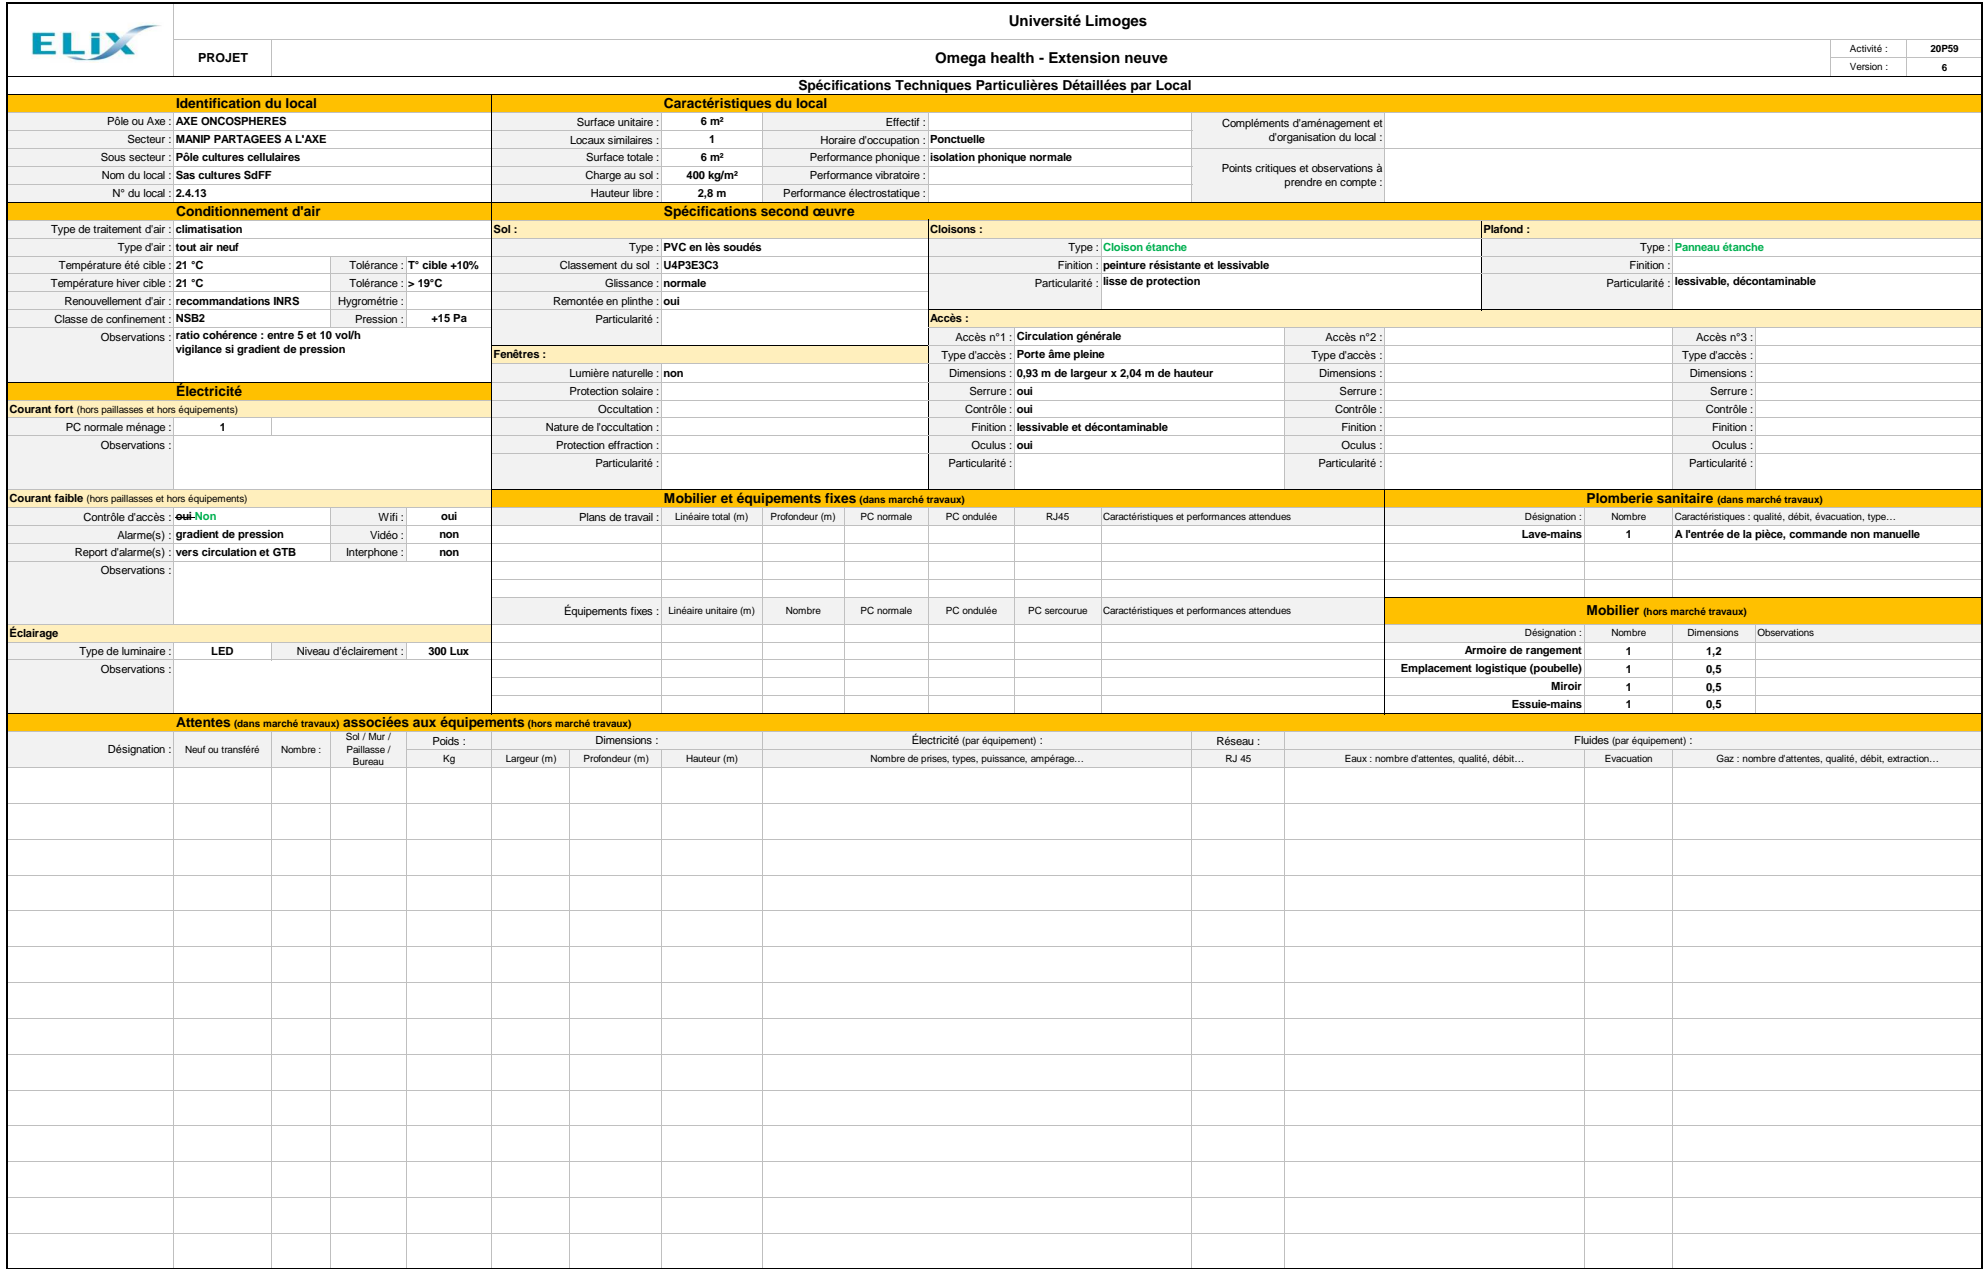 ELiX
Université Limoges
PROJET
Omega health - Extension neuve
Activité : 20P59
Version : 6
Spécifications Techniques Particulières Détaillées par Local
Identification du local
Pôle ou Axe : AXE ONCOSPHERES
Secteur : MANIP PARTAGEES A L'AXE
Sous secteur : Pôle cultures cellulaires
Nom du local : Sas cultures SdFF
N° du local : 2.4.13
Caractéristiques du local
Surface unitaire : 6 m² Effectif :
Locaux similaires : 1 Horaire d'occupation : Ponctuelle
Surface totale : 6 m² Performance phonique : isolation phonique normale
Charge au sol : 400 kg/m² Performance vibratoire :
Hauteur libre : 2,8 m Performance électrostatique :
Compléments d'aménagement et
d'organisation du local :
Points critiques et observations à
prendre en compte :
Conditionnement d'air
Type de traitement d'air : climatisation
Type d'air : tout air neuf
Température été cible : 21 °C Tolérance : T° cible +10%
Température hiver cible : 21 °C Tolérance : > 19°C
Renouvellement d'air : recommandations INRS Hygrométrie :
Classe de confinement : NSB2 Pression : +15 Pa
Observations : ratio cohérence : entre 5 et 10 vol/h
vigilance si gradient de pression
Spécifications second œuvre
Sol :
Type : PVC en lès soudés
Classement du sol : U4P3E3C3
Glissance : normale
Remontée en plinthe : oui
Particularité :
Cloisons :
Type : Cloison étanche
Finition : peinture résistante et lessivable
Particularité : lisse de protection
Plafond :
Type : Panneau étanche
Finition :
Particularité : lessivable, décontaminable
Fenêtres :
Lumière naturelle : non
Protection solaire :
Occultation :
Nature de l'occultation :
Protection effraction :
Particularité :
Accès :
Accès n°1 : Circulation générale
Type d'accès : Porte âme pleine
Dimensions : 0,93 m de largeur x 2,04 m de hauteur
Serrure : oui
Contrôle : oui
Finition : lessivable et décontaminable
Oculus : oui
Particularité :
Accès n°2 :
Type d'accès :
Dimensions :
Serrure :
Contrôle :
Finition :
Oculus :
Particularité :
Accès n°3 :
Type d'accès :
Dimensions :
Serrure :
Contrôle :
Finition :
Oculus :
Particularité :
Électricité
Courant fort (hors paillasses et hors équipements)
PC normale ménage : 1
Observations :
Courant faible (hors paillasses et hors équipements)
Contrôle d'accès : oui Non Wifi : oui
Alarme(s) : gradient de pression Vidéo : non
Report d'alarme(s) : vers circulation et GTB Interphone : non
Observations :
Éclairage
Type de luminaire : LED Niveau d'éclairement : 300 Lux
Observations :
Mobilier et équipements fixes (dans marché travaux)
Plans de travail : Linéaire total (m) Profondeur (m) PC normale PC ondulée RJ45 Caractéristiques et performances attendues
Équipements fixes : Linéaire unitaire (m) Nombre PC normale PC ondulée PC sercourue Caractéristiques et performances attendues
Plomberie sanitaire (dans marché travaux)
Désignation : Nombre Caractéristiques : qualité, débit, évacuation, type…
Lave-mains 1 A l'entrée de la pièce, commande non manuelle
Mobilier (hors marché travaux)
Désignation : Nombre Dimensions Observations
Armoire de rangement 1 1,2
Emplacement logistique (poubelle) 1 0,5
Miroir 1 0,5
Essuie-mains 1 0,5
Attentes (dans marché travaux) associées aux équipements (hors marché travaux)
Désignation : Neuf ou transféré Nombre : Sol / Mur / Paillasse / Bureau Poids : Dimensions : Électricité (par équipement) : Réseau : Fluides (par équipement) :
Kg Largeur (m) Profondeur (m) Hauteur (m) Nombre de prises, types, puissance, ampérage… RJ 45 Eaux : nombre d'attentes, qualité, débit… Evacuation Gaz : nombre d'attentes, qualité, débit, extraction…